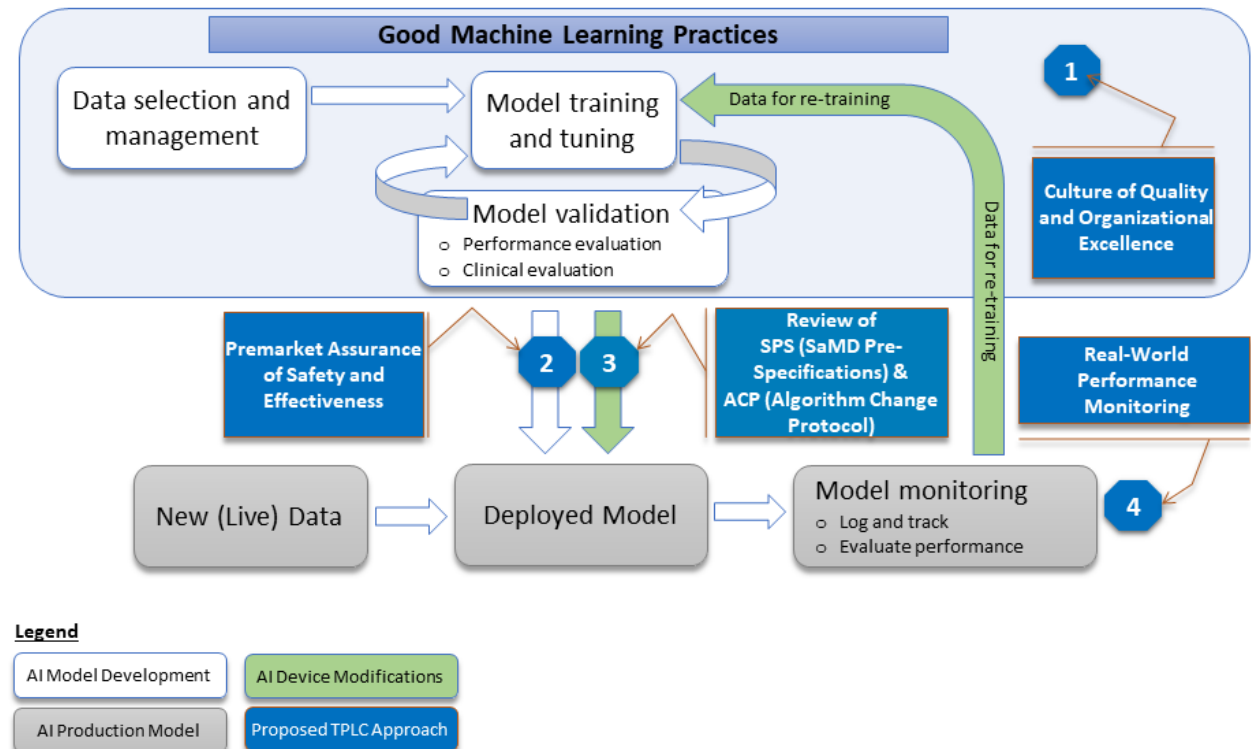 Good Machine Learning Practices
Data selection and
management
Model training
and tuning
Data for re-training
1
Culture of Quality
and Organizational
Excellence
Model validation
o Performance evaluation
o Clinical evaluation
Data for re-training
Premarket Assurance
of Safety and
Effectiveness
2
3
Review of
SPS (SaMD Pre-
Specifications) &
ACP (Algorithm Change
Protocol)
Real-World
Performance
Monitoring
New (Live) Data
Deployed Model
Model monitoring
o Log and track
o Evaluate performance
4
Legend
AI Model Development
AI Device Modifications
AI Production Model
Proposed TPLC Approach